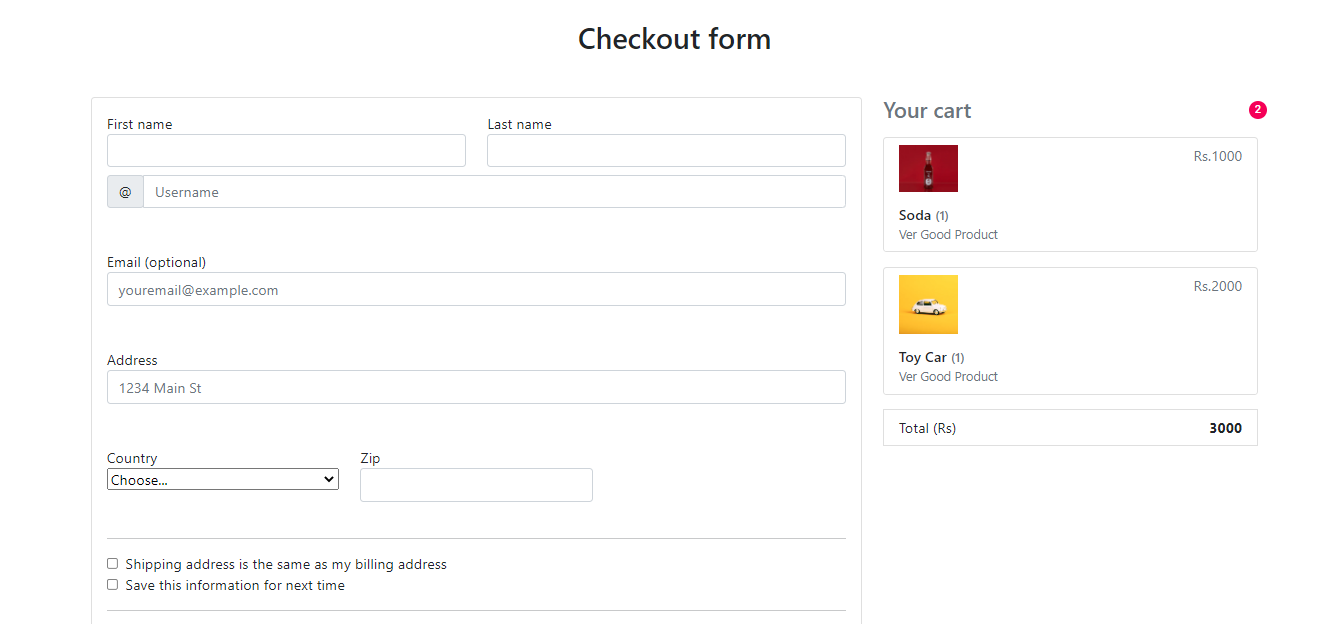 Checkout form
First name
Last name
@ Username
Email (optional)
youremail@example.com
Address
1234 Main St
Country
Zip
Choose...
Shipping address is the same as my billing address
Save this information for next time
Your cart
2
Rs.1000
Soda (1)
Ver Good Product
Rs.2000
Toy Car (1)
Ver Good Product
Total (Rs) 3000